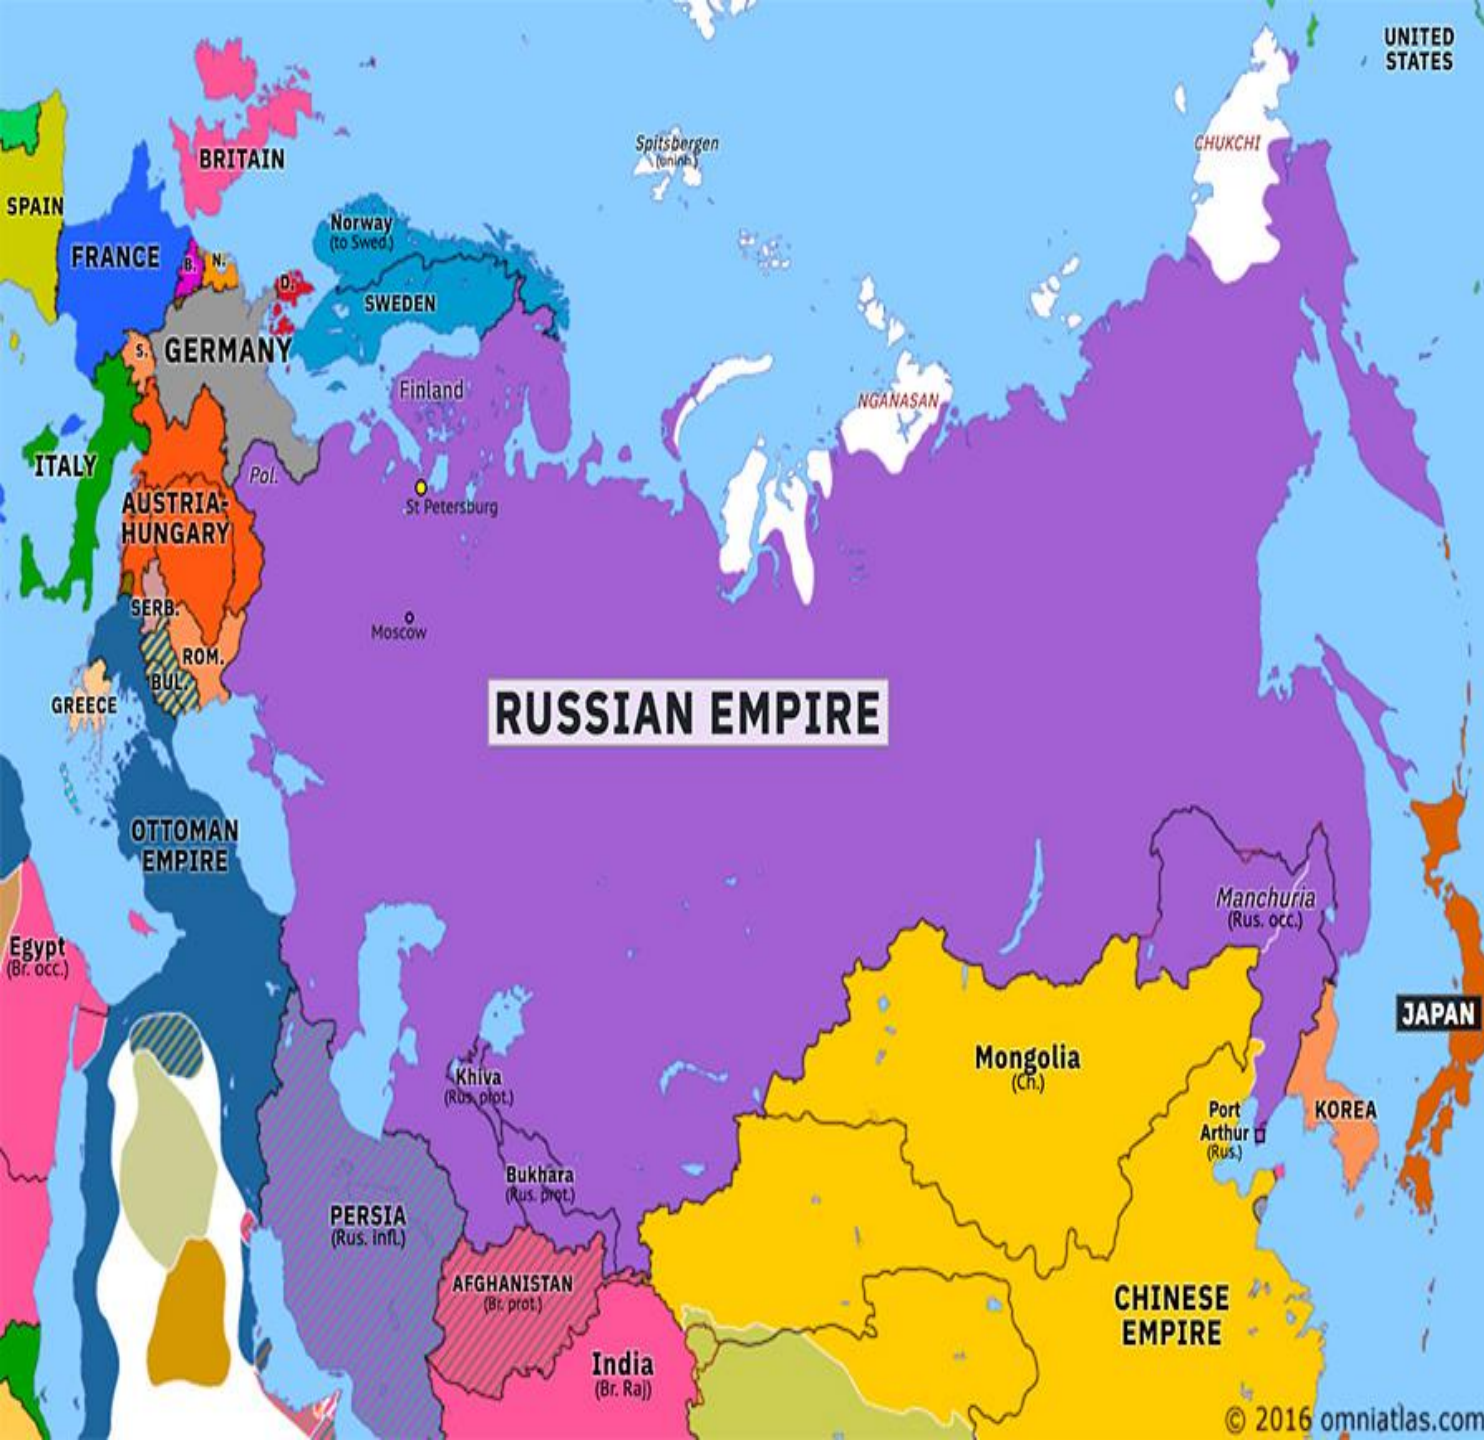 UNITED
STATES
Spitsbergen
(uninh.)
CHUKCHI
BRITAIN
SPAIN
Norway
(to Swed.)
FRANCE
B.
N.
D.
SWEDEN
S.
GERMANY
Finland
NGANASAN
ITALY
Pol.
AUSTRIA-
HUNGARY
St Petersburg
SERB.
Moscow
ROM.
BUL.
GREECE
RUSSIAN EMPIRE
OTTOMAN
EMPIRE
Manchuria
(Rus. occ.)
Egypt
(Br. occ.)
JAPAN
Mongolia
(Ch.)
Khiva
(Rus. prot.)
Port
Arthur
(Rus.)
KOREA
Bukhara
(Rus. prot.)
PERSIA
(Rus. infl.)
AFGHANISTAN
(Br. prot.)
CHINESE
EMPIRE
India
(Br. Raj)
© 2016 omniatlas.com